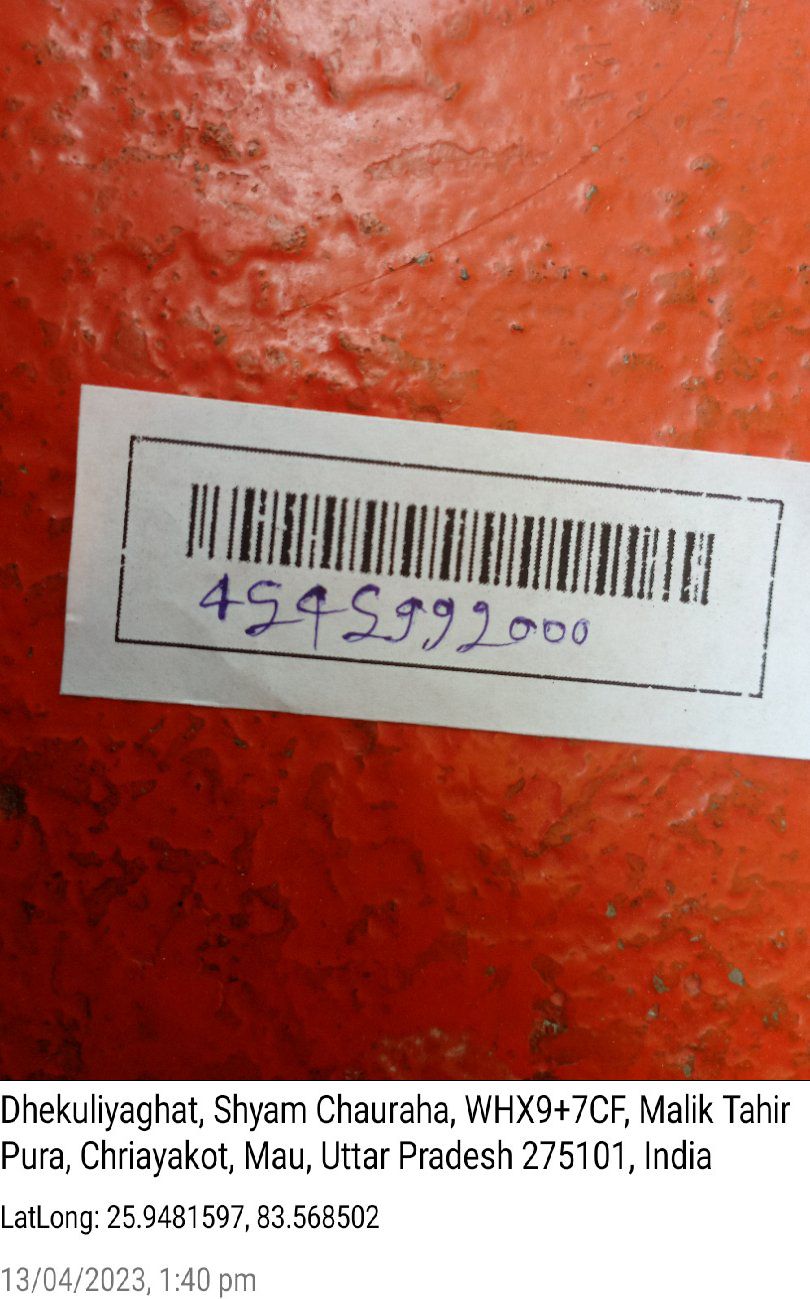 4545992000
Dhekuliyaghat, Shyam Chauraha, WHX9+7CF, Malik Tahir
Pura, Chriayakot, Mau, Uttar Pradesh 275101, India
LatLong: 25.9481597, 83.568502
13/04/2023, 1:40 pm